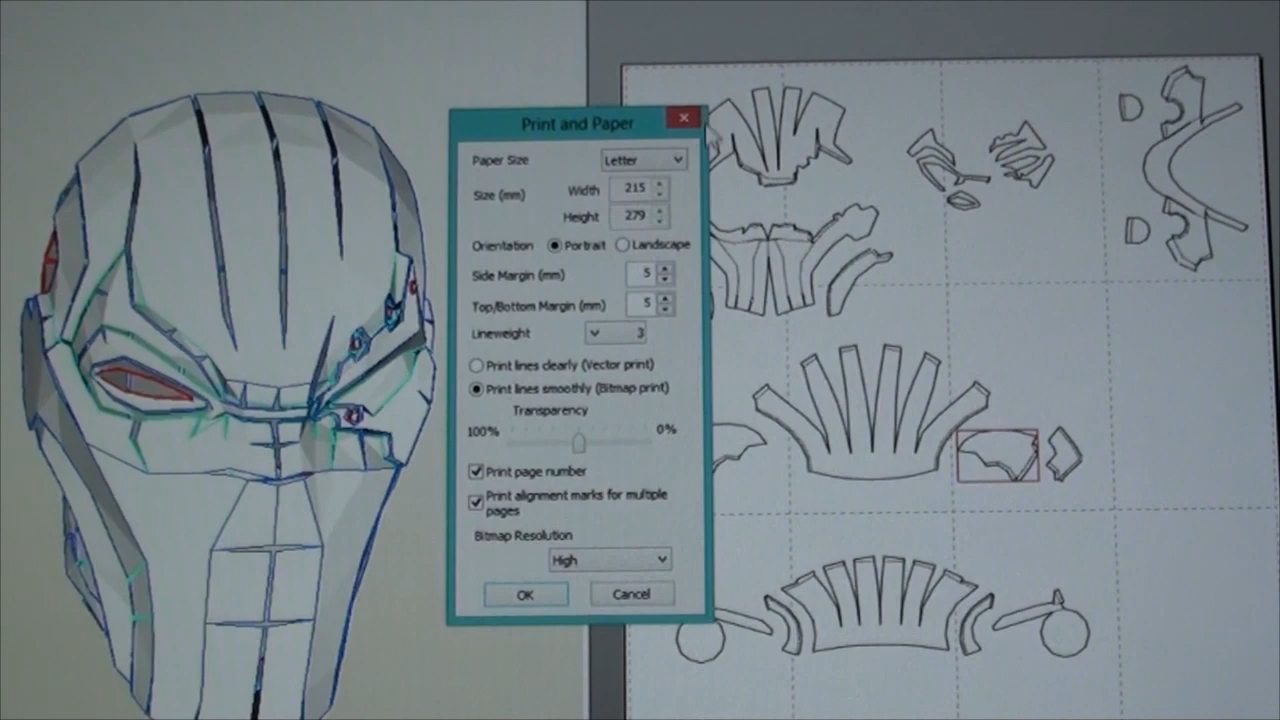 Print and Paper
Paper Size Letter
Size (mm) Width 215
Height 279
Orientation Portrait Landscape
Side Margin (mm) 5
Top/Bottom Margin (mm) 5
Lineweight 3
Print lines clearly (Vector print)
Print lines smoothly (Bitmap print)
Transparency
100% 0%
Print page number
Print alignment marks for multiple
pages
Bitmap Resolution
High
OK Cancel